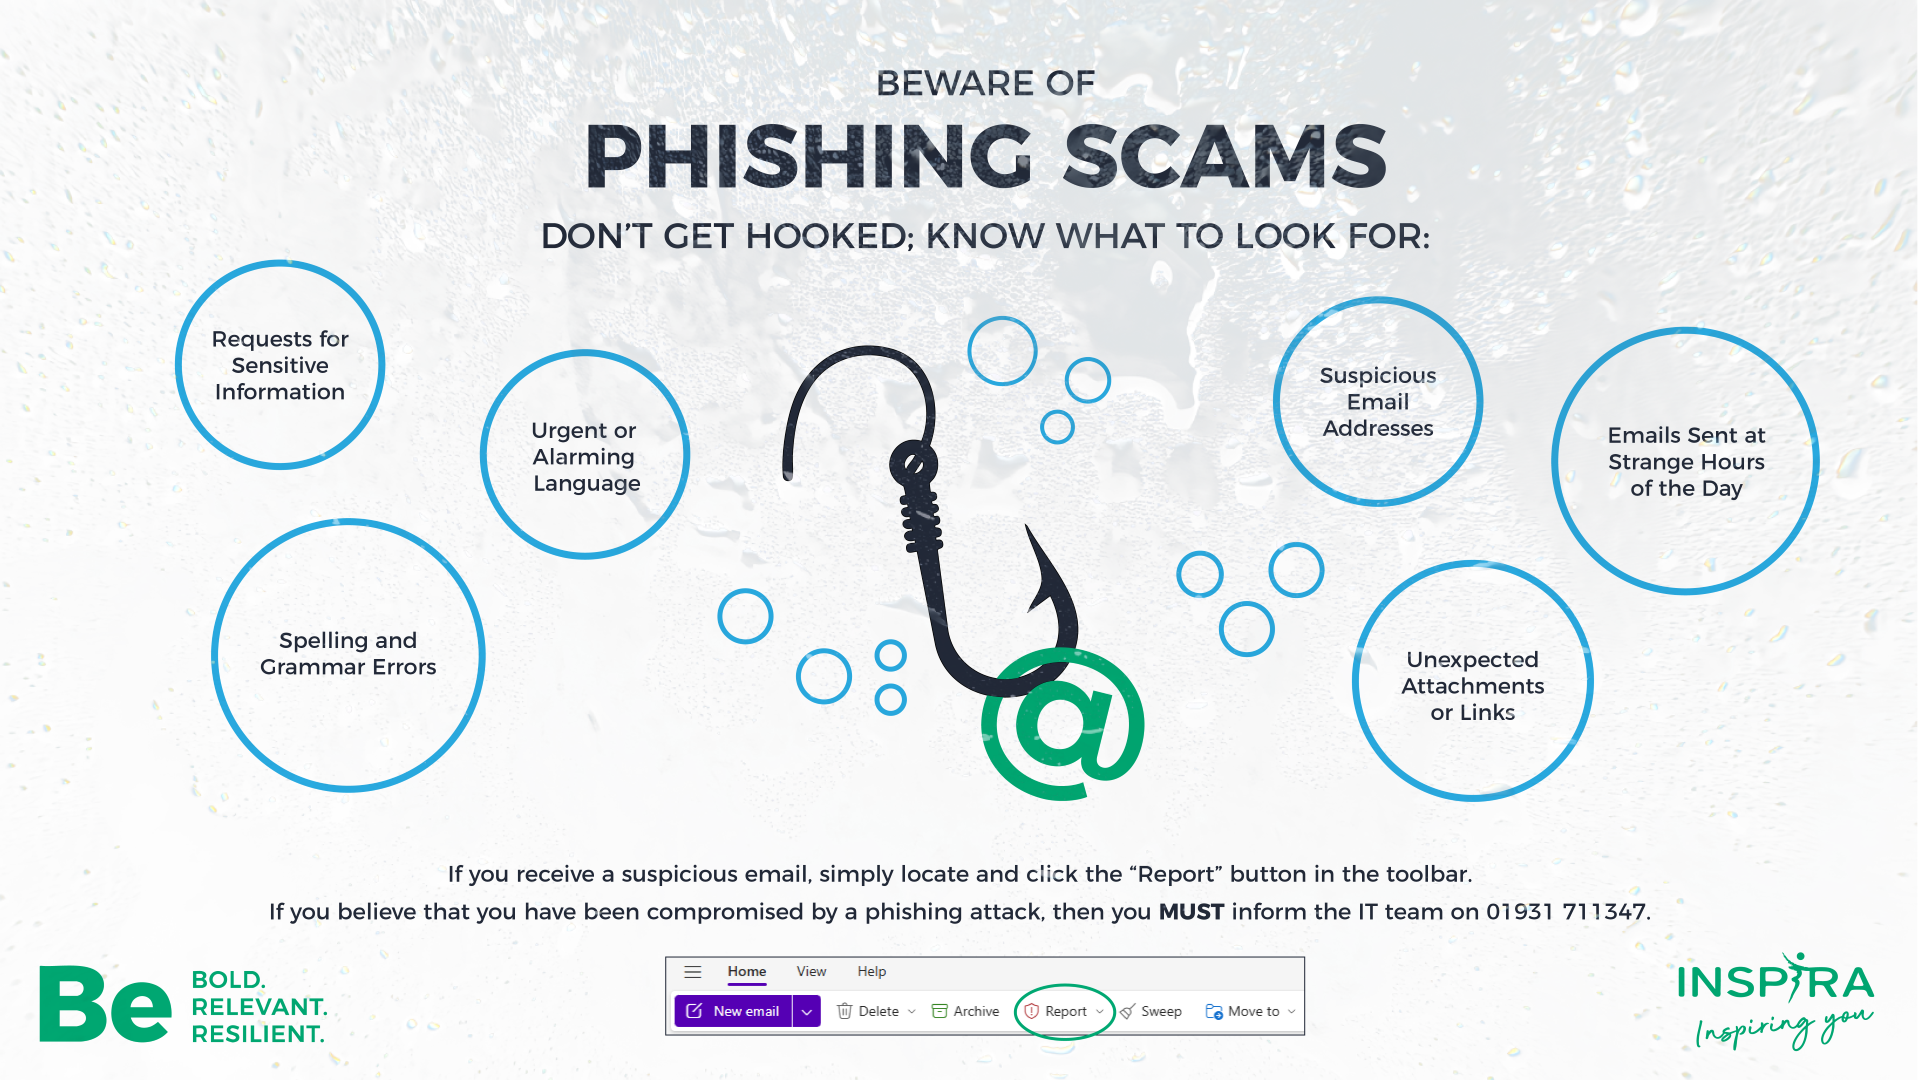 BEWARE OF
PHISHING SCAMS
DON'T GET HOOKED; KNOW WHAT TO LOOK FOR:
Requests for
Sensitive
Information
Urgent or
Alarming
Language
Spelling and
Grammar Errors
Suspicious
Email
Addresses
Emails Sent at
Strange Hours
of the Day
Unexpected
Attachments
or Links
@
If you receive a suspicious email, simply locate and click the “Report” button in the toolbar.
If you believe that you have been compromised by a phishing attack, then you MUST inform the IT team on 01931 711347.
Home View Help
New email Delete Archive Report Sweep Move to
Be
BOLD.
RELEVANT.
RESILIENT.
INSPIRA
Inspiring you